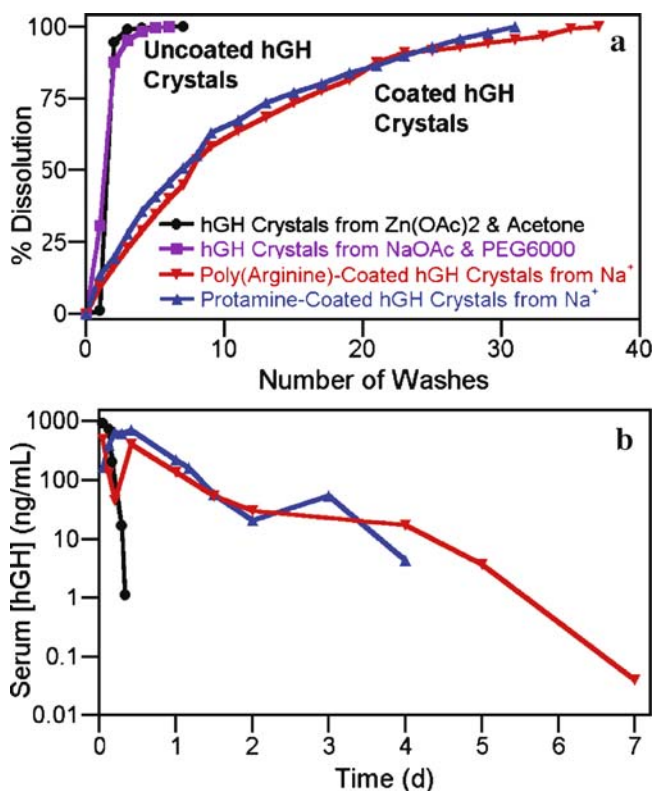 100
75
50
25
0
% Dissolution
a
Uncoated hGH
Crystals
Coated hGH
Crystals
hGH Crystals from Zn(OAc)2 & Acetone
hGH Crystals from NaOAc & PEG6000
Poly(Arginine)-Coated hGH Crystals from Na⁺
Protamine-Coated hGH Crystals from Na⁺
0 10 20 30 40
Number of Washes
b
1000
100
10
1
0.1
0.01
Serum [hGH] (ng/mL)
0 1 2 3 4 5 6 7
Time (d)